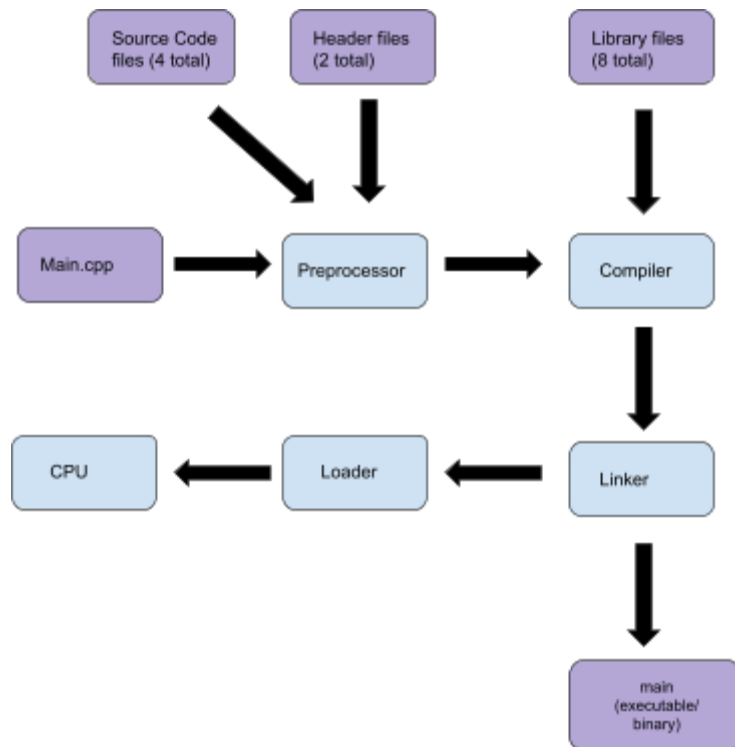 Source Code
files (4 total)
Header files
(2 total)
Library files
(8 total)
Main.cpp
Preprocessor
Compiler
CPU
Loader
Linker
main
(executable/
binary)